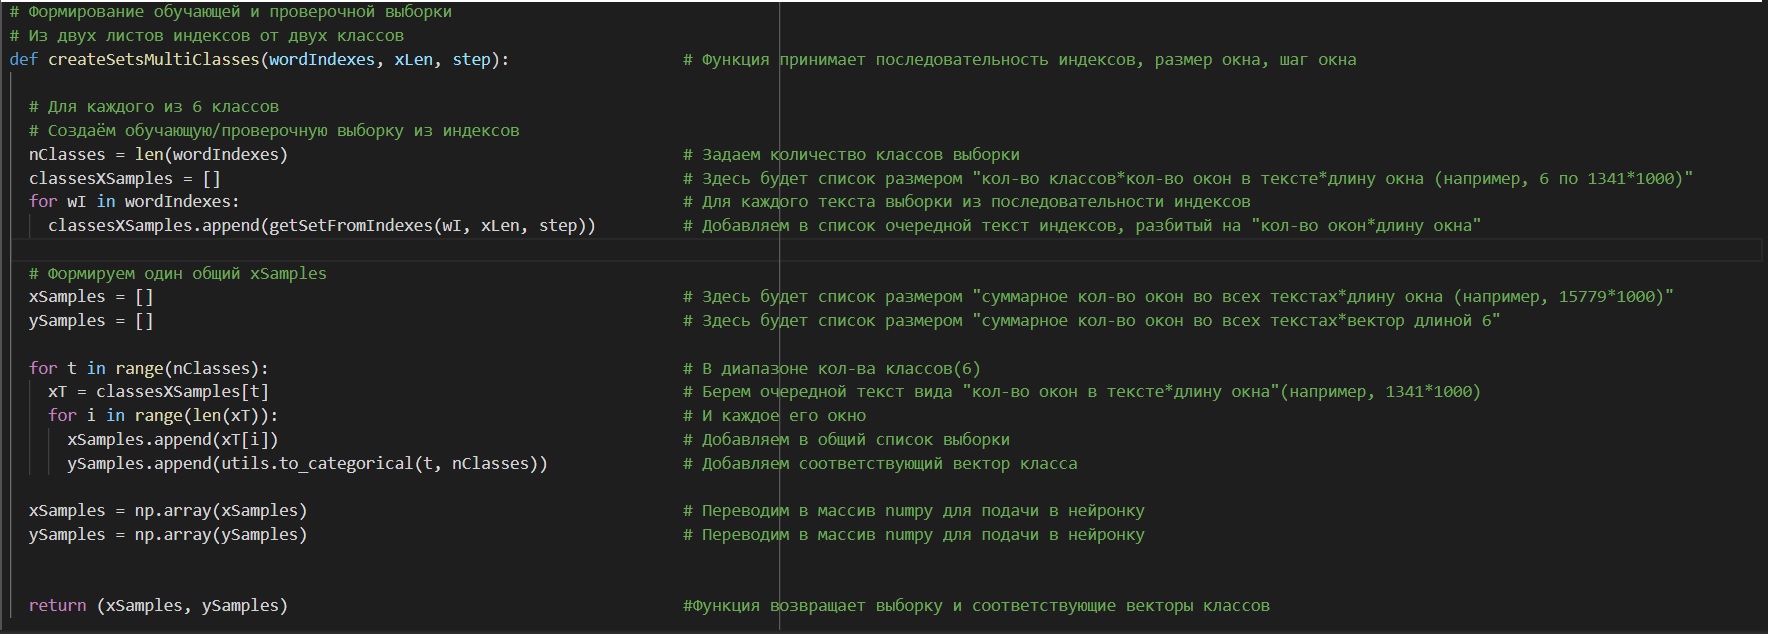 # Формирование обучающей и проверочной выборки
# Из двух листов индексов от двух классов
def createSetsMultiClasses(wordIndexes, xLen, step): # Функция принимает последовательность индексов, размер окна, шаг окна
# Для каждого из 6 классов
# Создаём обучающую/проверочную выборку из индексов
nClasses = len(wordIndexes) # Задаем количество классов выборки
classesXSamples = [] # Здесь будет список размером "кол-во классов*кол-во окон в тексте*длину окна (например, 6 по 1341*1000)"
for wI in wordIndexes: # Для каждого текста выборки из последовательности индексов
classesXSamples.append(getSetFromIndexes(wI, xLen, step)) # Добавляем в список очередной текст индексов, разбитый на "кол-во окон*длину окна"
# Формируем один общий xSamples
xSamples = [] # Здесь будет список размером "суммарное кол-во окон во всех текстах*длину окна (например, 15779*1000)"
ySamples = [] # Здесь будет список размером "суммарное кол-во окон во всех текстах*вектор длиной 6"
for t in range(nClasses): # В диапазоне кол-ва классов(6)
xT = classesXSamples[t] # Берем очередной текст вида "кол-во окон в тексте*длину окна"(например, 1341*1000)
for i in range(len(xT)): # И каждое его окно
xSamples.append(xT[i]) # Добавляем в общий список выборки
ySamples.append(utils.to_categorical(t, nClasses)) # Добавляем соответствующий вектор класса
xSamples = np.array(xSamples) # Переводим в массив numpy для подачи в нейронку
ySamples = np.array(ySamples) # Переводим в массив numpy для подачи в нейронку
return (xSamples, ySamples) #Функция возвращает выборку и соответствующие векторы классов